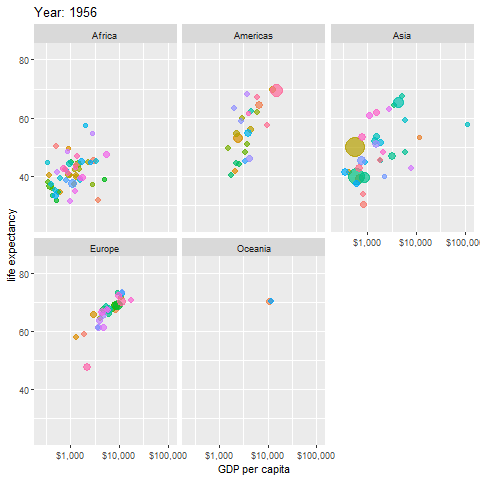 Year: 1956
Africa
Americas
Asia
80
60
40
$1,000
$10,000
$100,000
Europe
Oceania
80
60
40
$1,000
$10,000
$100,000
$1,000
$10,000
$100,000
life expectancy
GDP per capita